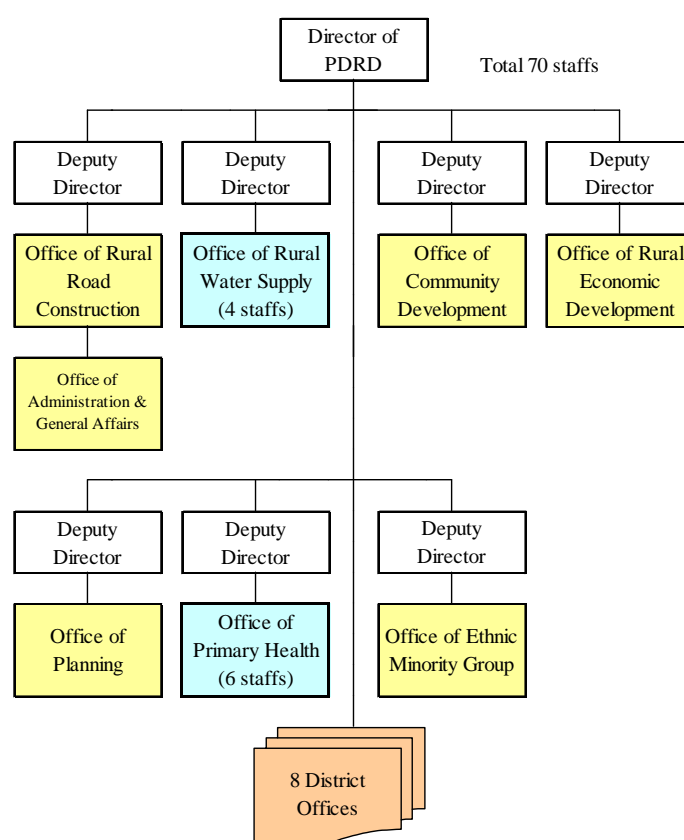 Director of
PDRD
Total 70 staffs
Deputy
Director
Deputy
Director
Deputy
Director
Deputy
Director
Office of Rural
Road
Construction
Office of Rural
Water Supply
(4 staffs)
Office of
Community
Development
Office of Rural
Economic
Development
Office of
Administration &
General Affairs
Deputy
Director
Deputy
Director
Deputy
Director
Office of
Planning
Office of
Primary Health
(6 staffs)
Office of Ethnic
Minority Group
8 District
Offices